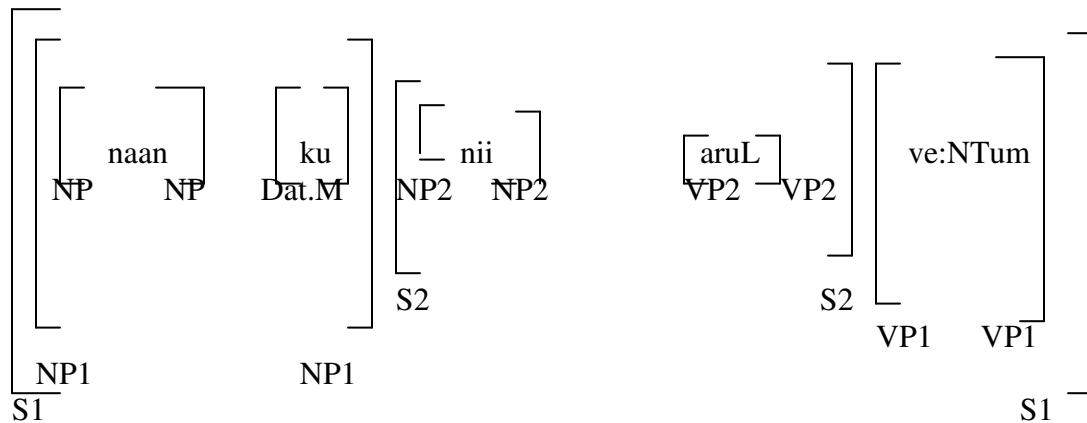 naan ku nii aruL ve:NTum
NP NP Dat.M NP2 NP2 VP2 VP2
S2 S2
VP1 VP1
NP1 NP1
S1 S1